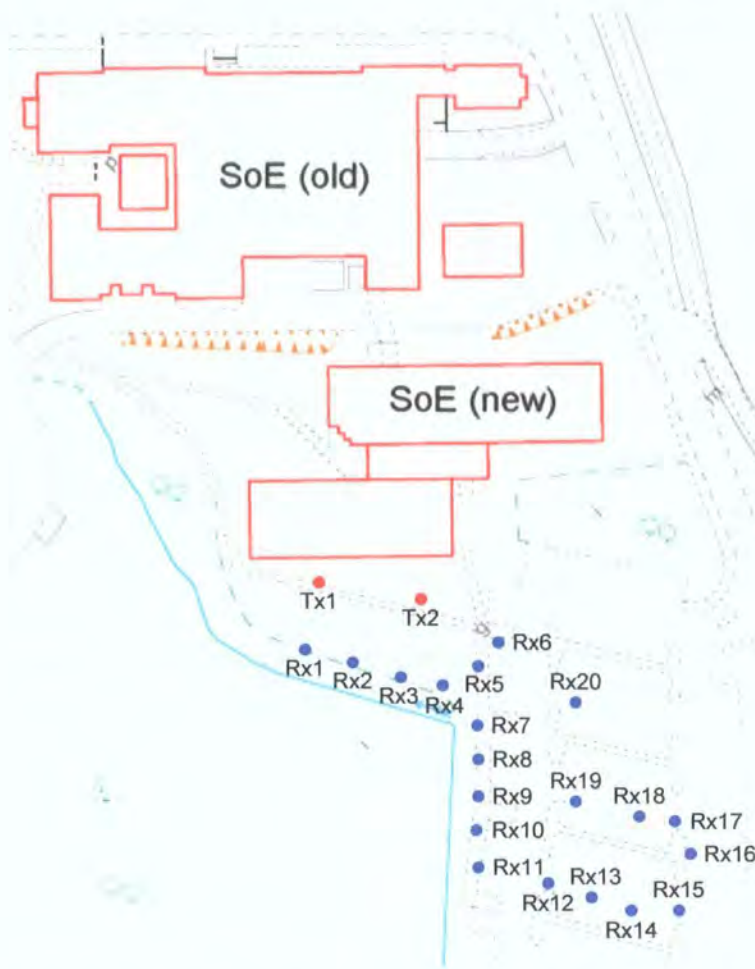 SoE (old)
SoE (new)
Tx1
Tx2
Rx6
Rx1
Rx2
Rx3
Rx4
Rx5
Rx20
Rx7
Rx8
Rx9
Rx19
Rx18
Rx17
Rx10
Rx16
Rx11
Rx12
Rx13
Rx14
Rx15